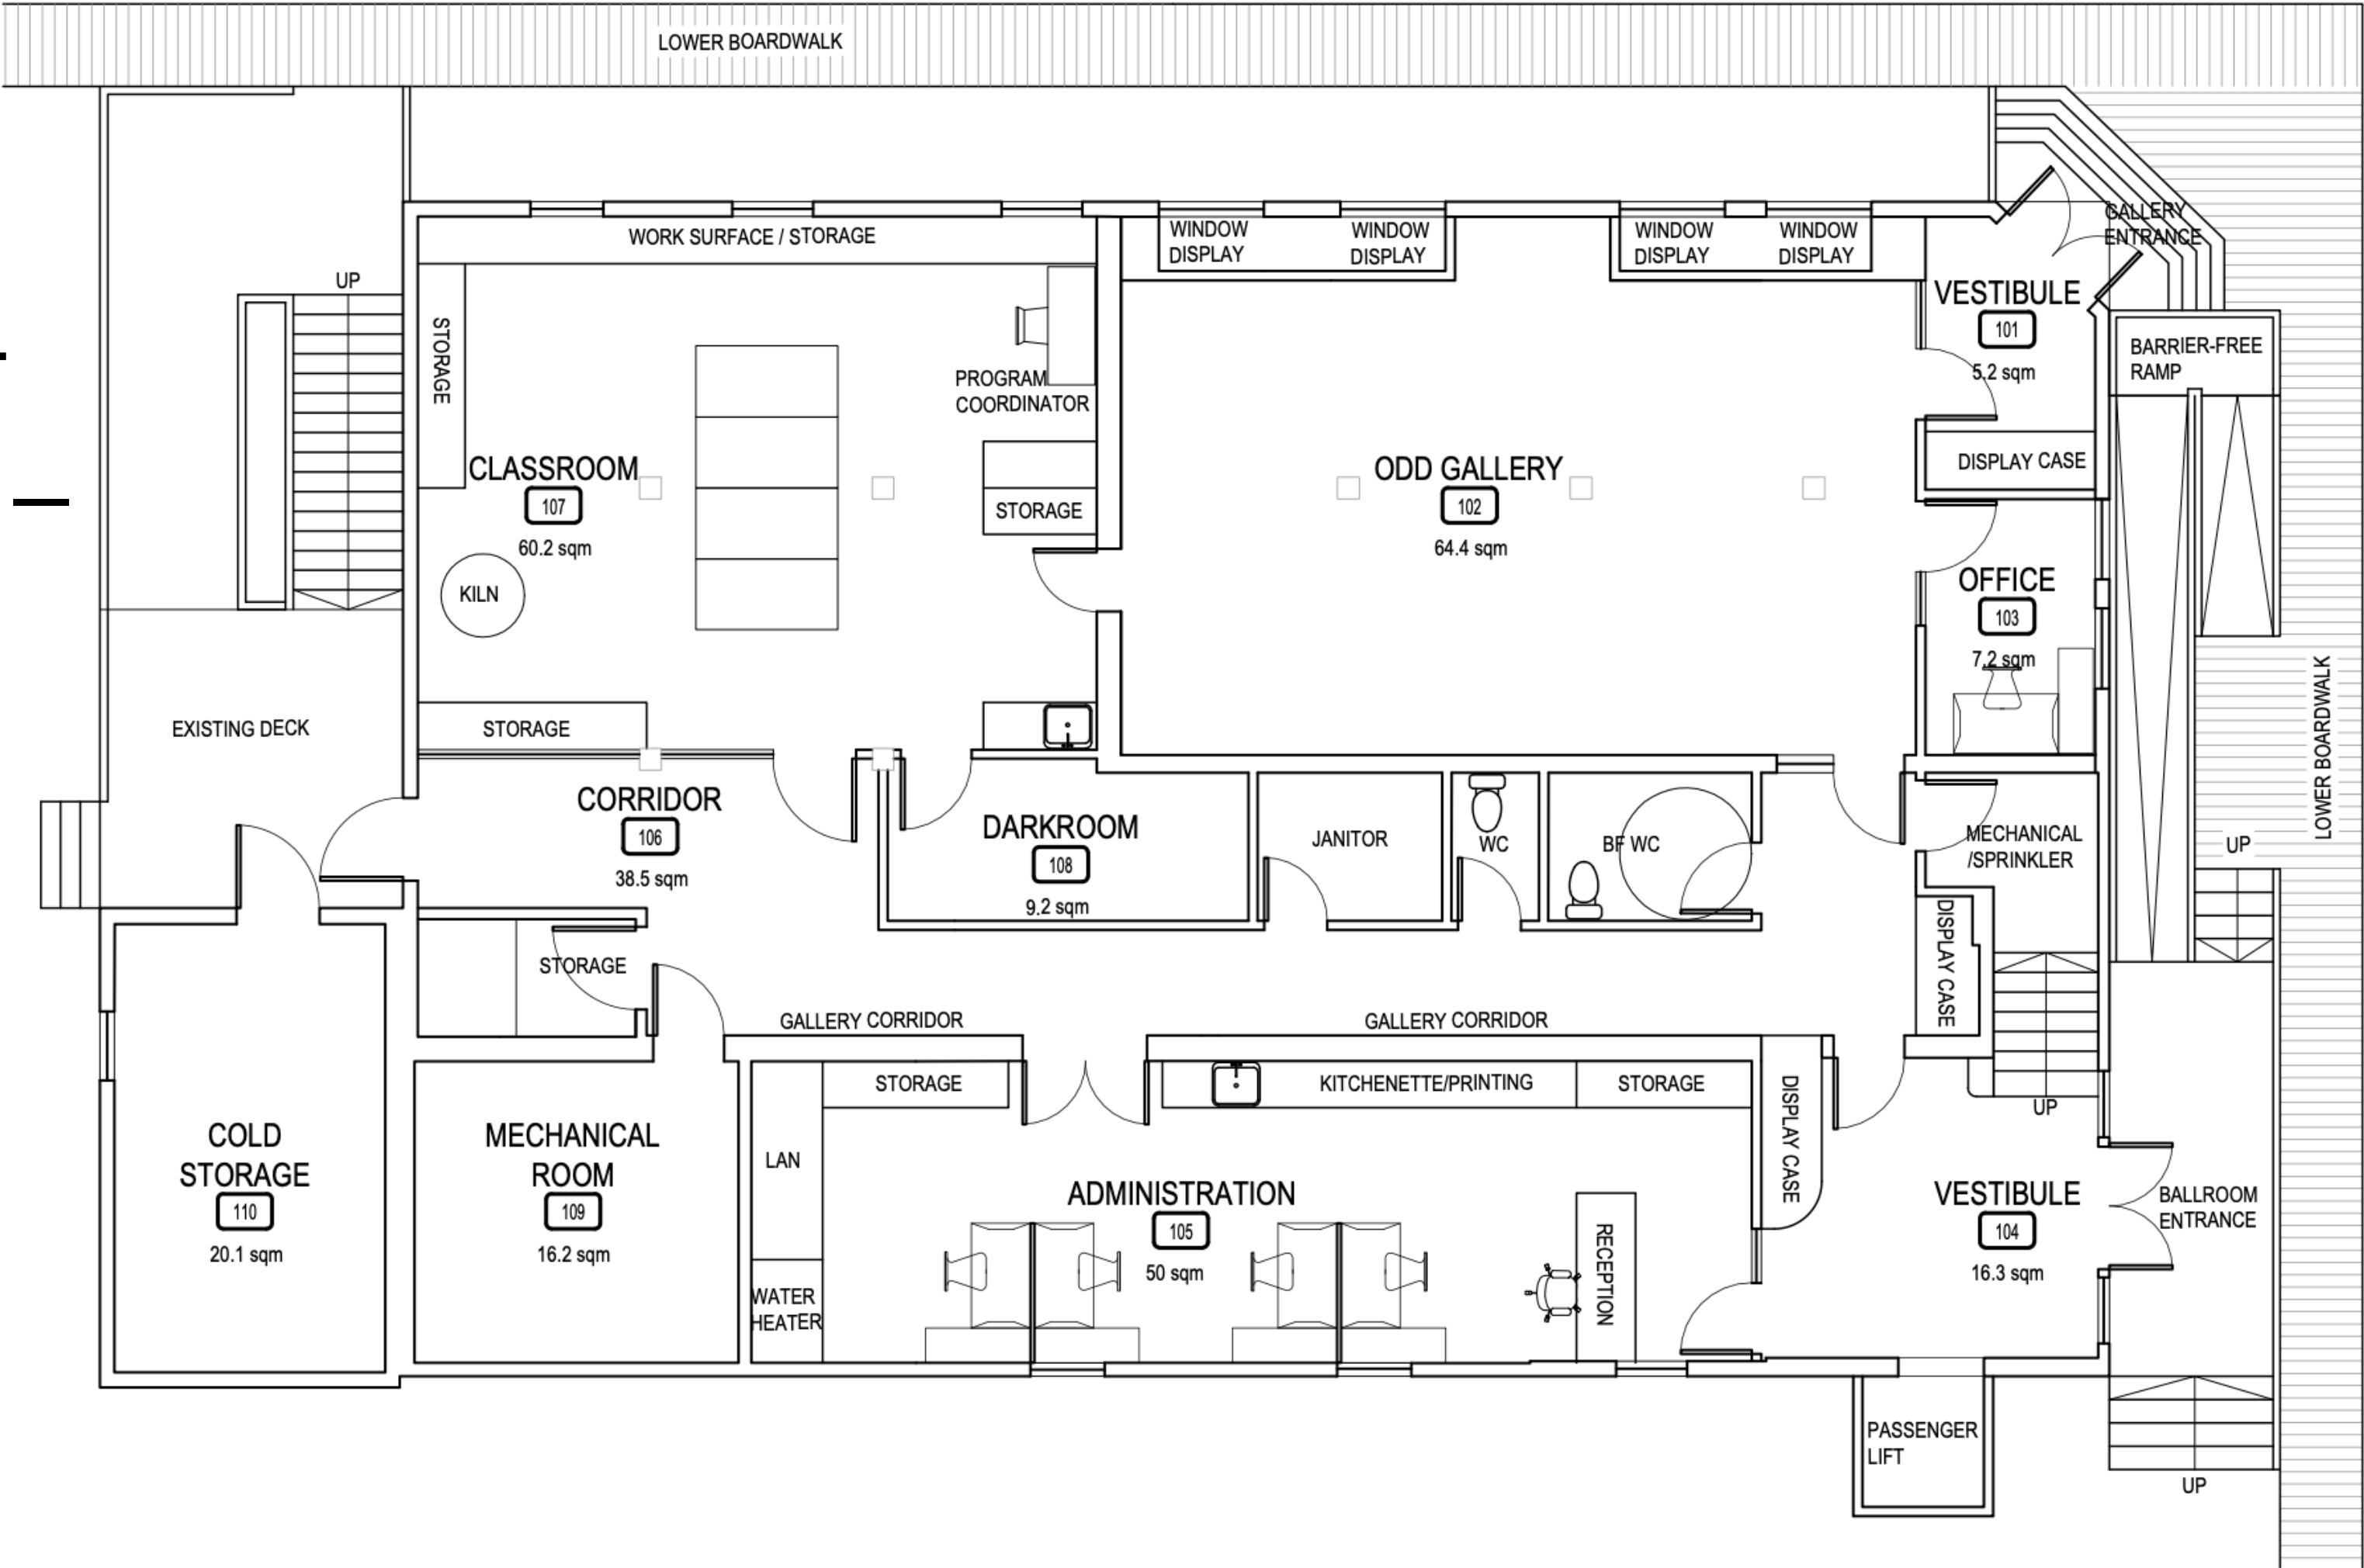 LOWER BOARDWALK
WORK SURFACE / STORAGE
WINDOW
DISPLAY
WINDOW
DISPLAY
WINDOW
DISPLAY
WINDOW
DISPLAY
GALLERY
ENTRANCE
UP
STORAGE
PROGRAM
COORDINATOR
VESTIBULE
101
5.2 sqm
BARRIER-FREE
RAMP
CLASSROOM
107
60.2 sqm
STORAGE
ODD GALLERY
102
64.4 sqm
DISPLAY CASE
KILN
OFFICE
103
7.2 sqm
EXISTING DECK
STORAGE
LOWER BOARDWALK
CORRIDOR
106
38.5 sqm
DARKROOM
108
9.2 sqm
JANITOR
WC
BF WC
MECHANICAL
/SPRINKLER
UP
STORAGE
DISPLAY CASE
GALLERY CORRIDOR
GALLERY CORRIDOR
STORAGE
KITCHENETTE/PRINTING
STORAGE
DISPLAY CASE
UP
COLD
STORAGE
110
20.1 sqm
MECHANICAL
ROOM
109
16.2 sqm
LAN
WATER
HEATER
ADMINISTRATION
105
50 sqm
RECEPTION
VESTIBULE
104
16.3 sqm
BALLROOM
ENTRANCE
PASSENGER
LIFT
UP